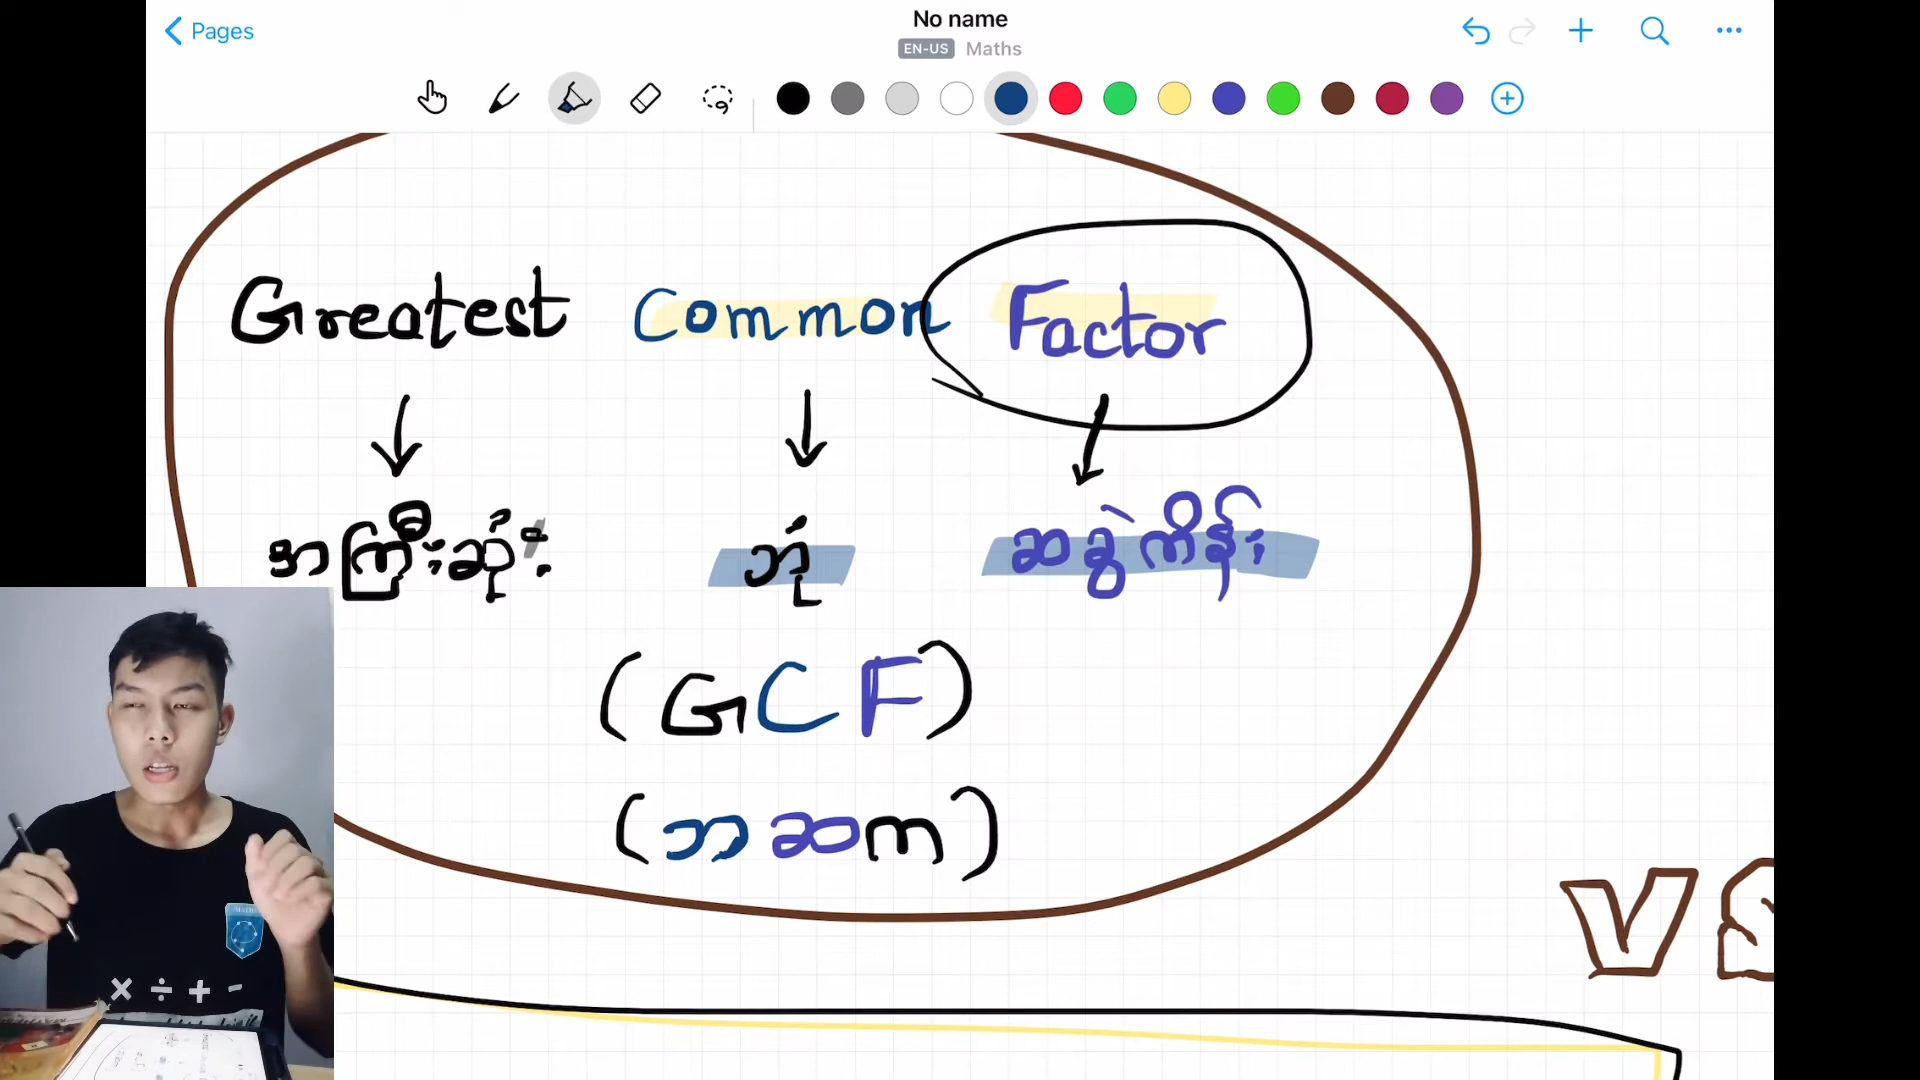 Pages
No name
EN-US Maths
Greatest Common Factor
အကြီးဆုံး ဘုံ ဆခွဲကိန်း
(GCF)
(ဘဆက)
VS
× ÷ + -